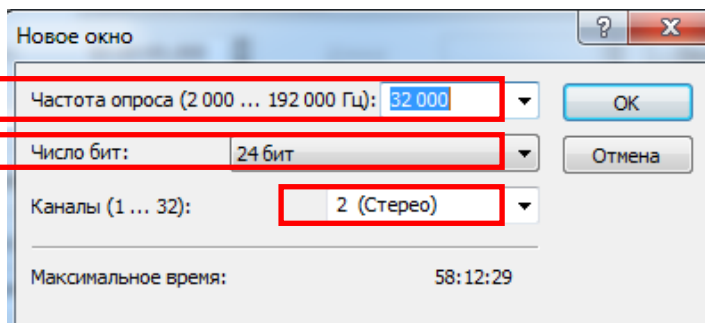 Новое окно
?
Частота опроса (2 000 ... 192 000 Гц): 32 000
OK
Число бит: 24 бит
Отмена
Каналы (1 ... 32): 2 (Стерео)
Максимальное время: 58:12:29